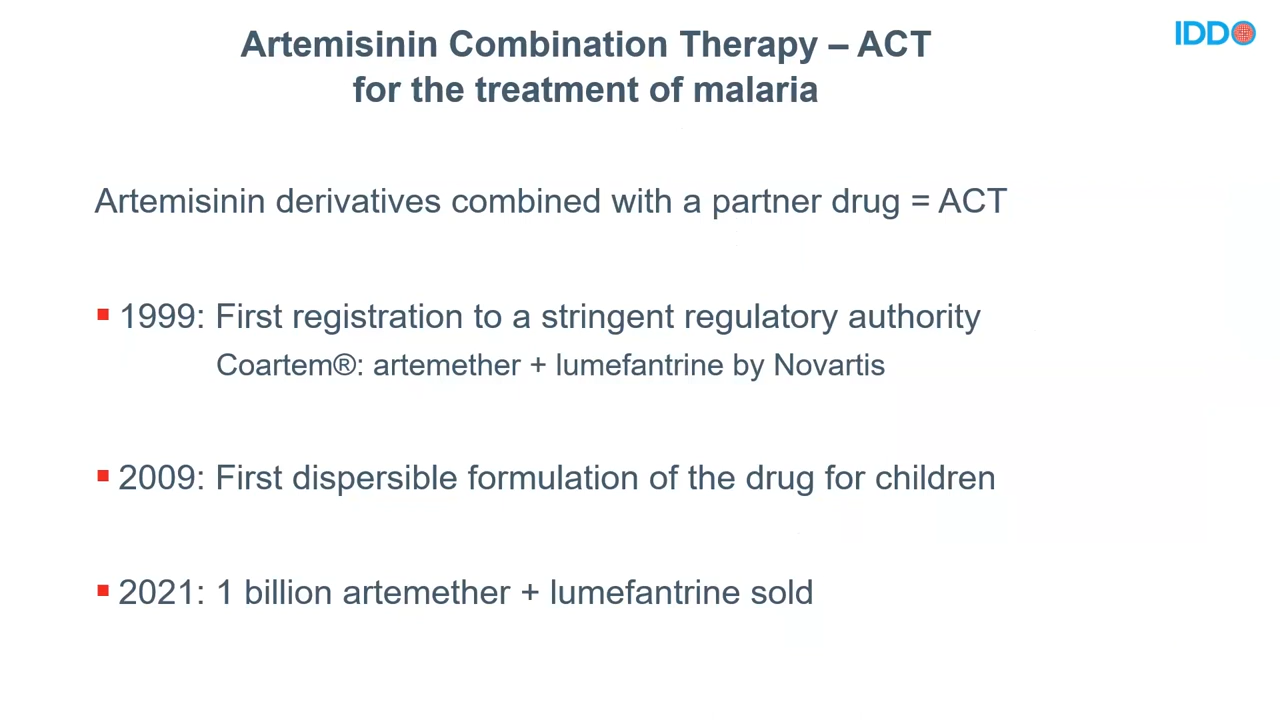 Artemisinin Combination Therapy – ACT
for the treatment of malaria
IDDO
Artemisinin derivatives combined with a partner drug = ACT
1999: First registration to a stringent regulatory authority
Coartem®: artemether + lumefantrine by Novartis
2009: First dispersible formulation of the drug for children
2021: 1 billion artemether + lumefantrine sold